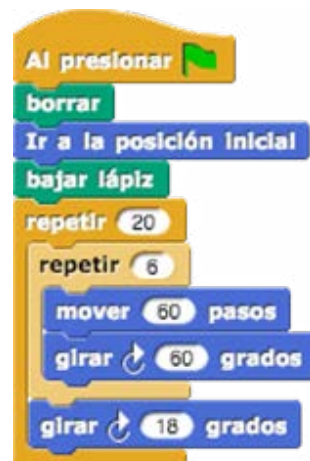 Al presionar
borrar
Ir a la posición inicial
bajar lápiz
repetir 20
repetir 6
mover 60 pasos
girar 60 grados
girar 18 grados